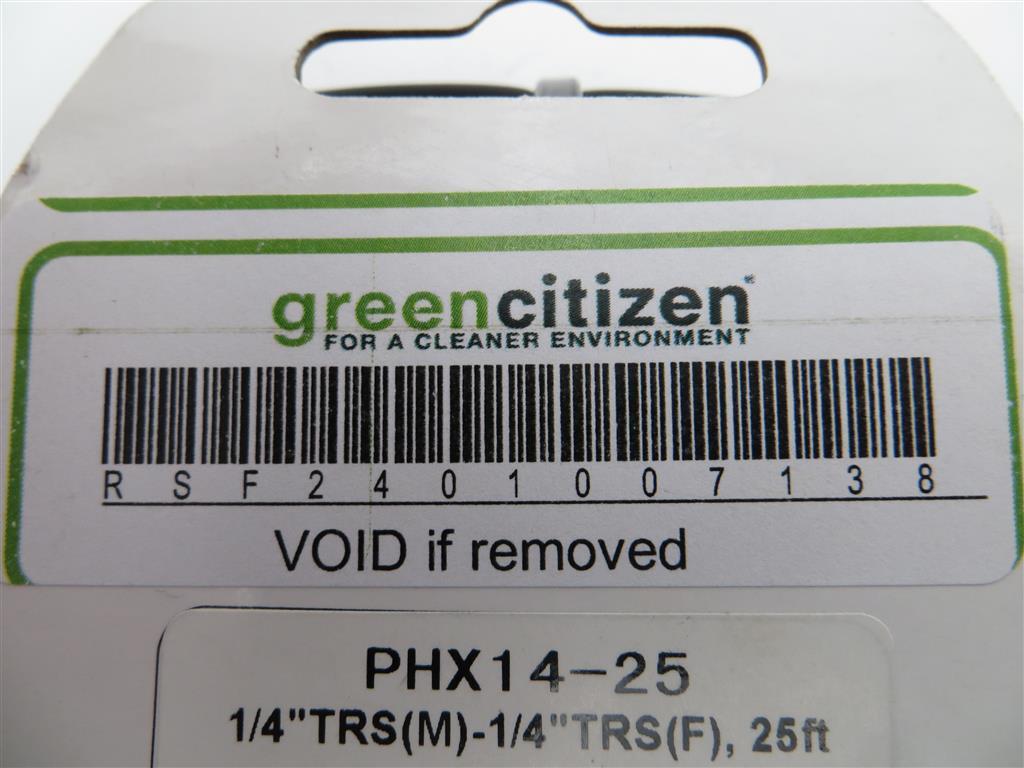 greencitizen
FOR A CLEANER ENVIRONMENT
RSF2401007138
VOID if removed
PHX14-25
1/4"TRS(M)-1/4"TRS(F), 25ft